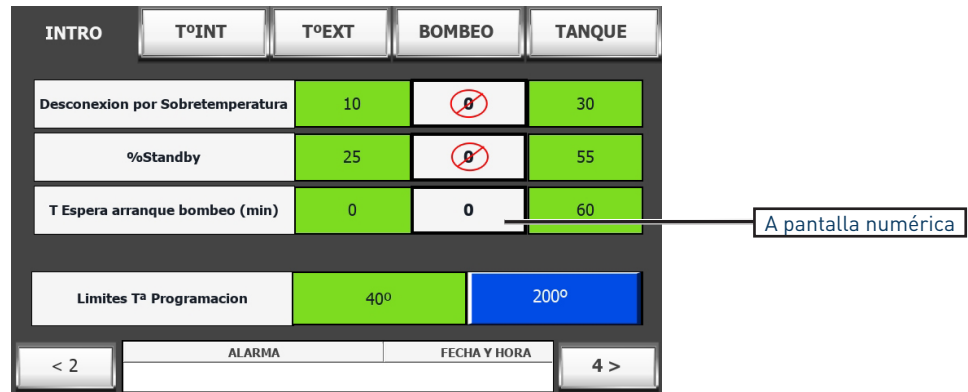 INTRO TºINT TºEXT BOMBEO TANQUE
Desconexion por Sobretemperatura 10 0 30
%Standby 25 0 55
T Espera arranque bombeo (min) 0 0 60
A pantalla numérica
Limites Tª Programacion 40º 200º
< 2 ALARMA FECHA Y HORA 4 >